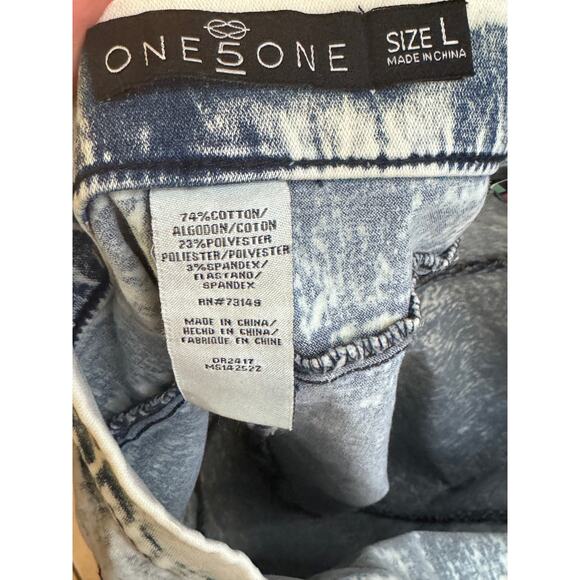 ONE5ONE
SIZE L
MADE IN CHINA
74%COTTON/
ALGODON/COTON
23%POLYESTER
POLIESTER/POLYESTER
3%SPANDEX/
ELASTANO/
SPANDEX
RN#73149
MADE IN CHINA/
HECHO EN CHINA/
FABRIQUE EN CHINE
DR2417
MS142522